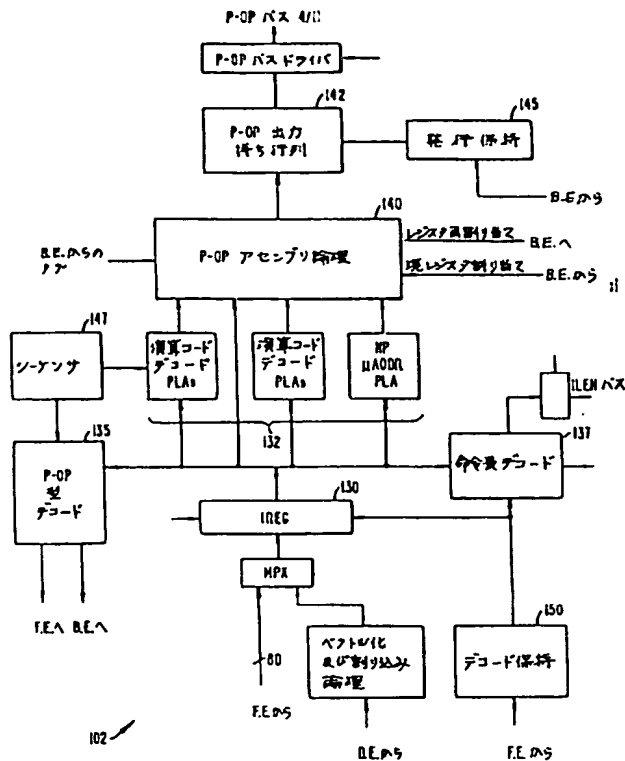 P-OP バス
P-OP バスドライバ
142
P-OP 出力
待ち行列
145
発行保持
B.E.から
140
P-OP アセンブリ論理
レジスタ再割り当て
B.E.へ
現レジスタ割り当て
B.E.から
B.E.からの
タグ
147
シーケンサ
演算コード
デコード
PLAs
演算コード
デコード
PLAs
PLA
ILEN バス
132
135
P-OP
型
デコード
137
命令長デコード
130
IREG
MPX
F.E.へ B.E.へ
80
F.E.から
ベクトル化
及び割り込み
論理
150
デコード保持
F.E.から
102